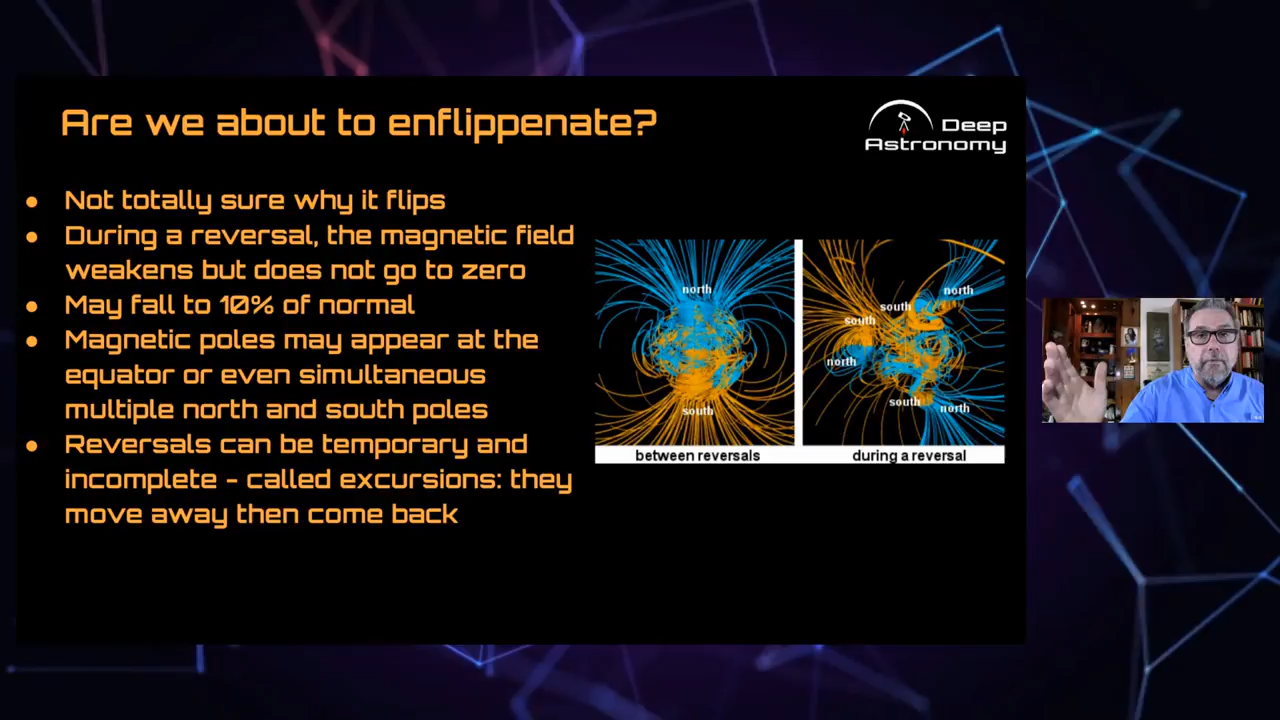 Are we about to enflippenate?
Deep
Astronomy
● Not totally sure why it flips
● During a reversal, the magnetic field
weakens but does not go to zero
● May fall to 10% of normal
● Magnetic poles may appear at the
equator or even simultaneous
multiple north and south poles
● Reversals can be temporary and
incomplete - called excursions: they
move away then come back
north
south
between reversals
north
south
south
north
south
north
during a reversal